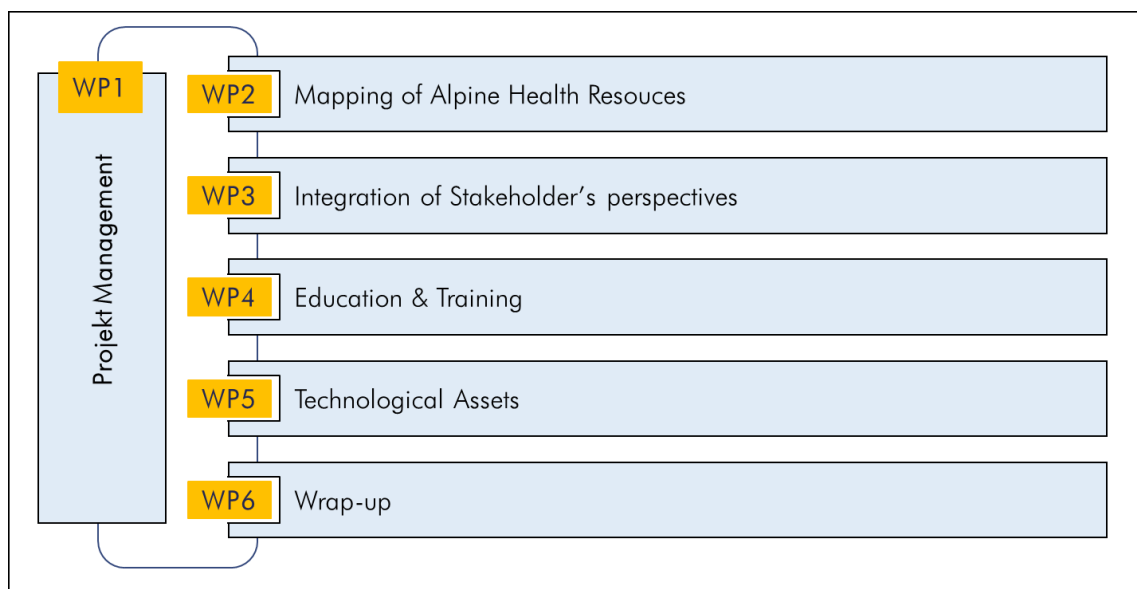 WP1
Projekt Management
WP2
Mapping of Alpine Health Resouces
WP3
Integration of Stakeholder’s perspectives
WP4
Education & Training
WP5
Technological Assets
WP6
Wrap-up